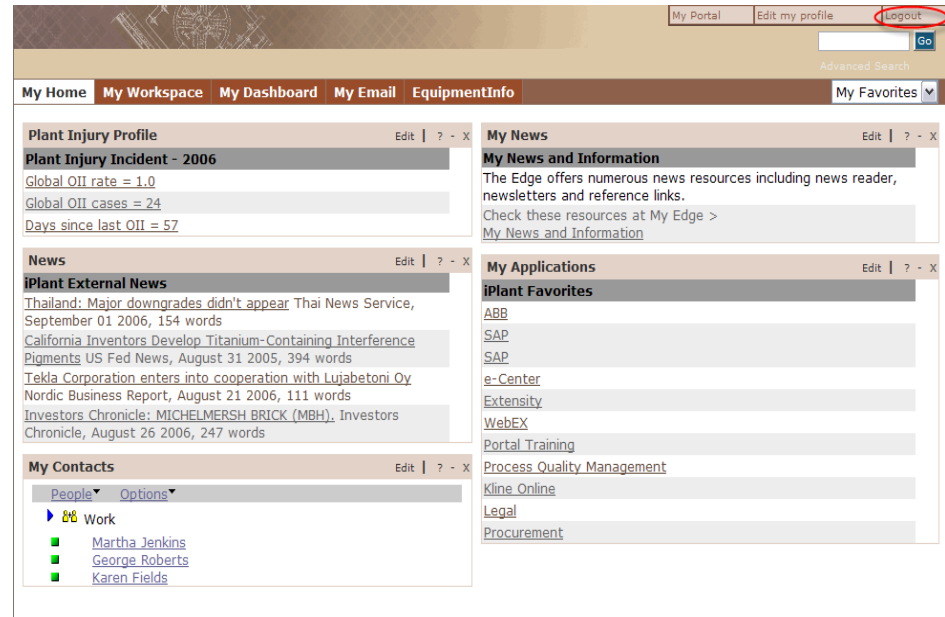 My Portal Edit my profile Logout
Go
Advanced Search
My Home My Workspace My Dashboard My Email EquipmentInfo My Favorites
Plant Injury Profile Edit | ? - X
Plant Injury Incident - 2006
Global OII rate = 1.0
Global OII cases = 24
Days since last OII = 57
News Edit | ? - X
iPlant External News
Thailand: Major downgrades didn't appear Thai News Service,
September 01 2006, 154 words
California Inventors Develop Titanium-Containing Interference
Pigments US Fed News, August 31 2005, 394 words
Tekla Corporation enters into cooperation with Lujabetoni Oy
Nordic Business Report, August 21 2006, 111 words
Investors Chronicle: MICHELMERSH BRICK (MBH). Investors
Chronicle, August 26 2006, 247 words
My Contacts Edit | ? - X
People Options
Work
Martha Jenkins
George Roberts
Karen Fields
My News Edit | ? - X
My News and Information
The Edge offers numerous news resources including news reader,
newsletters and reference links.
Check these resources at My Edge >
My News and Information
My Applications Edit | ? - X
iPlant Favorites
ABB
SAP
SAP
e-Center
Extensity
WebEX
Portal Training
Process Quality Management
Kline Online
Legal
Procurement